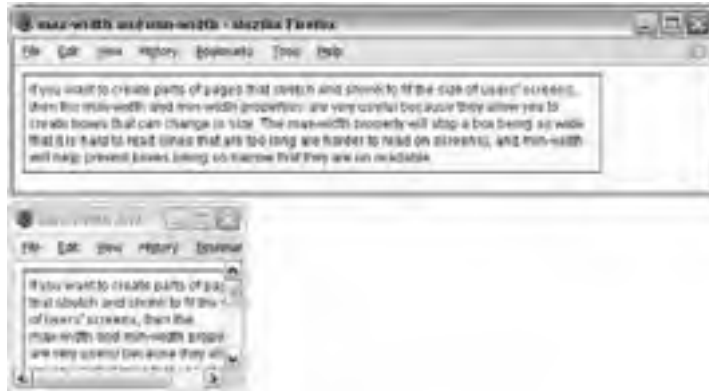 max-width and min-width - Mozilla Firefox
File Edit View History Bookmarks Tools Help
If you want to create parts of pages that stretch and shrink to fit the size of users' screens,
then the max-width and min-width properties are very useful because they allow you to
create boxes that can change in size. The max-width property will stop a box being so wide
that it is hard to read (lines that are too long are harder to read on screens), and min-width
will help prevent boxes being so narrow that they are un readable.
File Edit View History
If you want to create parts of
that stretch and shrink to fit the
of users' screens, then the
max-width and min-width
are very useful because they